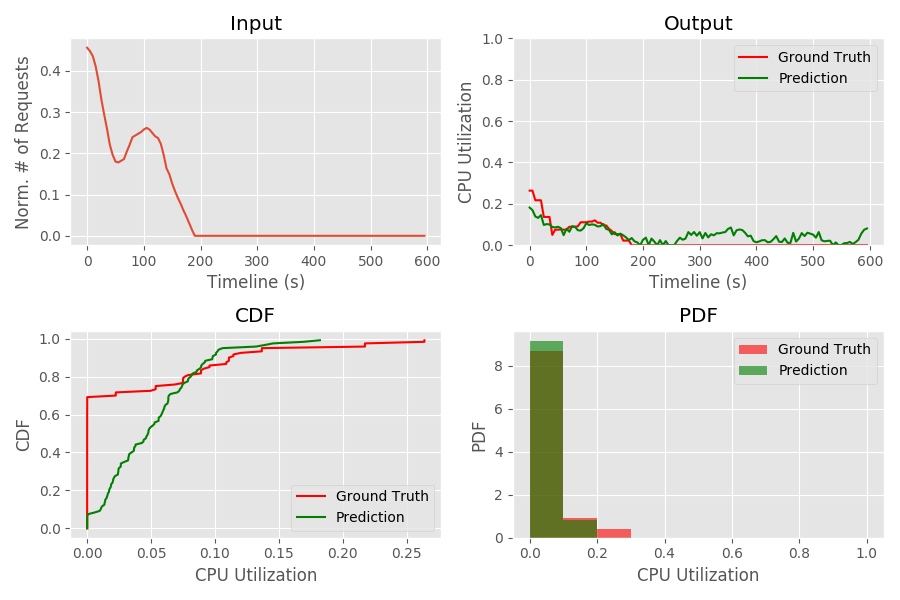 Input
Norm. # of Requests
0.4
0.3
0.2
0.1
0.0
0 100 200 300 400 500 600
Timeline (s)
Output
CPU Utilization
1.0
0.8
0.6
0.4
0.2
0.0
Ground Truth
Prediction
0 100 200 300 400 500 600
Timeline (s)
CDF
CDF
1.0
0.8
0.6
0.4
0.2
0.0
Ground Truth
Prediction
0.00 0.05 0.10 0.15 0.20 0.25
CPU Utilization
PDF
PDF
8
6
4
2
0
Ground Truth
Prediction
0.0 0.2 0.4 0.6 0.8 1.0
CPU Utilization